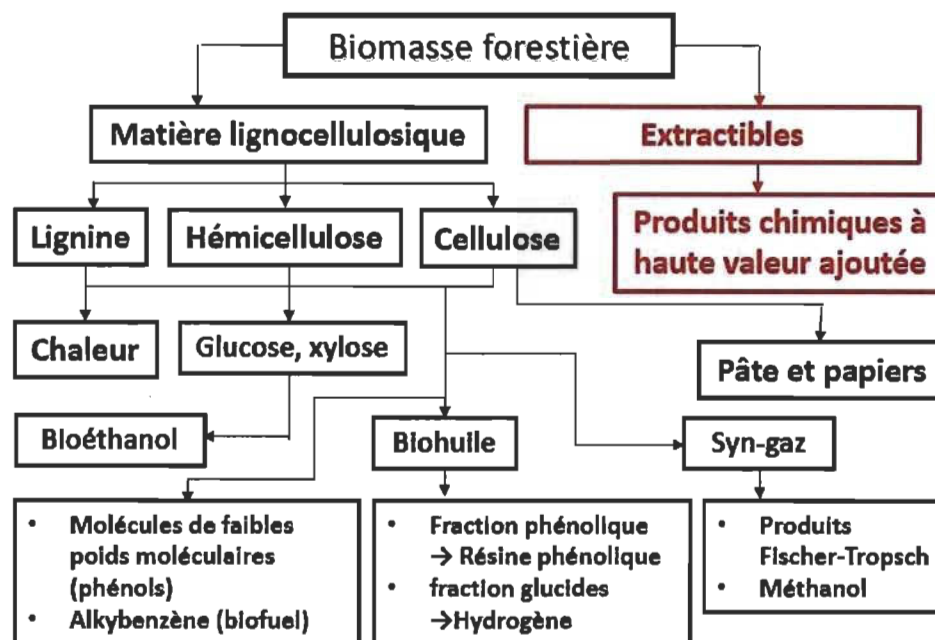 Biomasse forestière
Matière lignocellulosique
Extractibles
Lignine
Hémicellulose
Cellulose
Produits chimiques à
haute valeur ajoutée
Chaleur
Glucose, xylose
Pâte et papiers
Bioéthanol
Biohuile
Syn-gaz
• Molécules de faibles
poids moléculaires
(phénols)
• Alkybenzène (biofuel)
• Fraction phénolique
→ Résine phénolique
• fraction glucides
→Hydrogène
• Produits
Fischer-Tropsch
• Méthanol